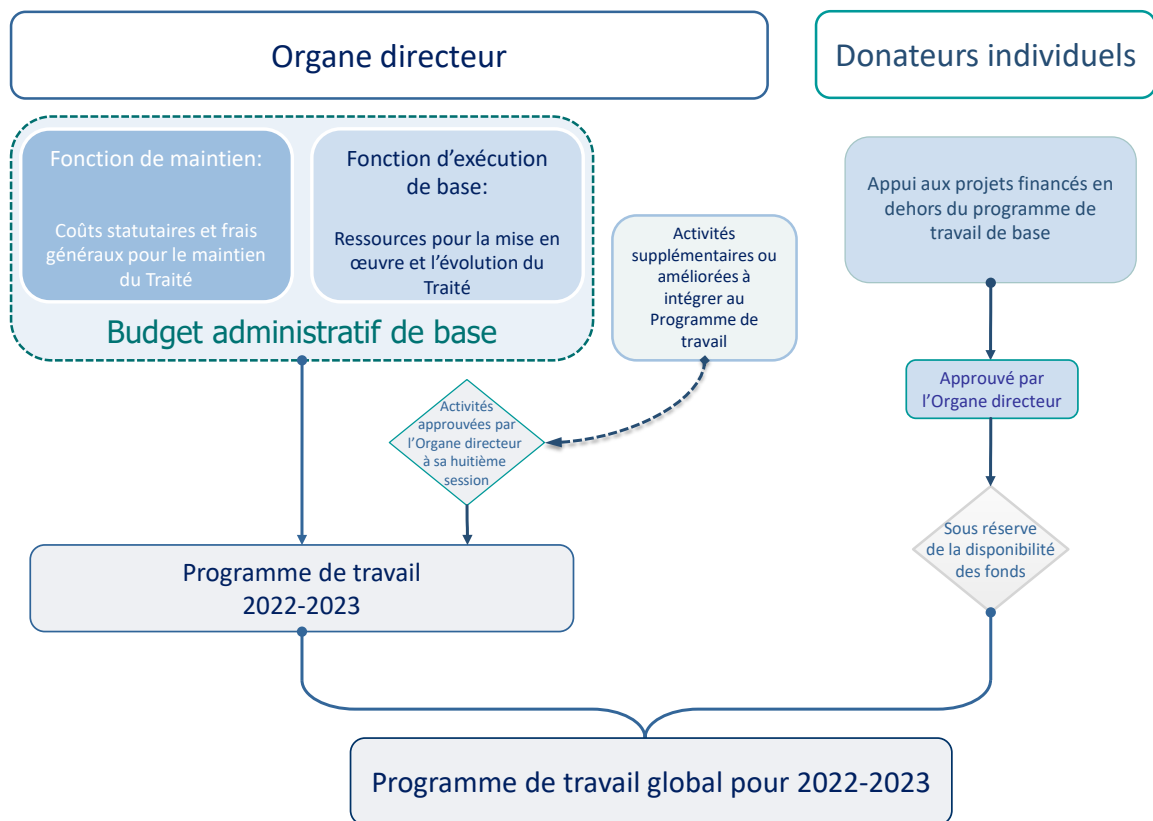 Organe directeur
Donateurs individuels
Fonction de maintien:
Coûts statutaires et frais
généraux pour le maintien
du Traité
Fonction d’exécution
de base:
Ressources pour la mise en
œuvre et l’évolution du
Traité
Budget administratif de base
Activités
supplémentaires ou
améliorées à
intégrer au
Programme de
travail
Appui aux projets financés en
dehors du programme de
travail de base
Approuvé par
l’Organe directeur
Activités
approuvées par
l’Organe directeur
à sa huitième
session
Sous réserve
de la disponibilité
des fonds
Programme de travail
2022-2023
Programme de travail global pour 2022-2023